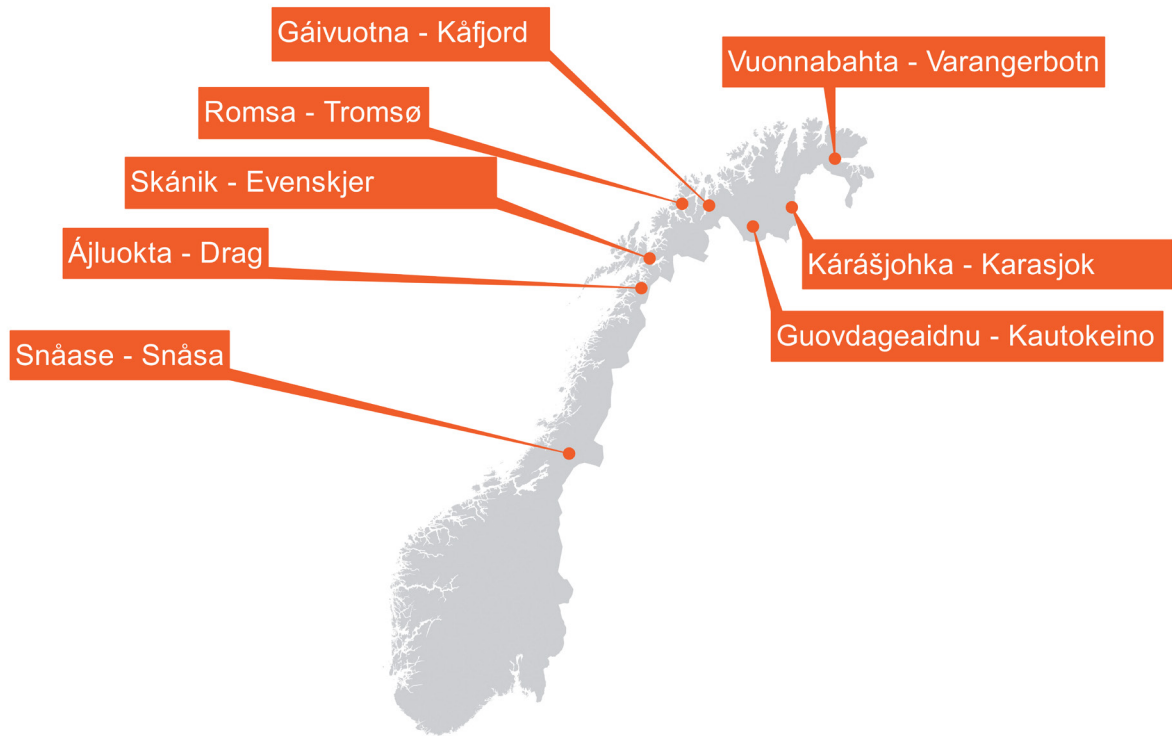 Gáivuotna - Kåfjord
Vuonnabahta - Varangerbotn
Romsa - Tromsø
Skánik - Evenskjer
Ájluokta - Drag
Kárášjohka - Karasjok
Guovdageaidnu - Kautokeino
Snåase - Snåsa